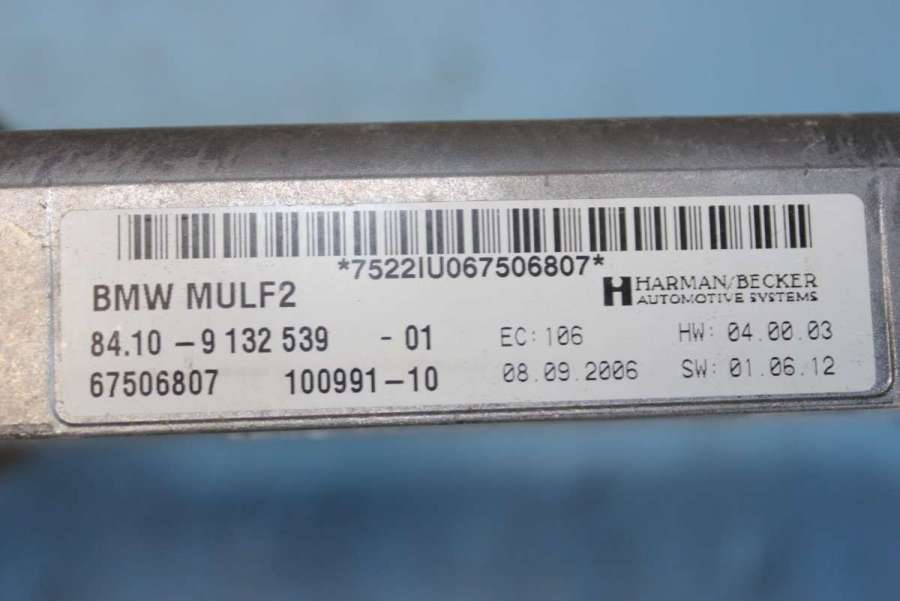 *7522IU067506807*
BMW MULF2
HARMAN/BECKER
AUTOMOTIVE SYSTEMS
84.10 - 9 132 539 - 01 EC: 106 HW: 04.00.03
67506807 100991-10 08.09.2006 SW: 01.06.12